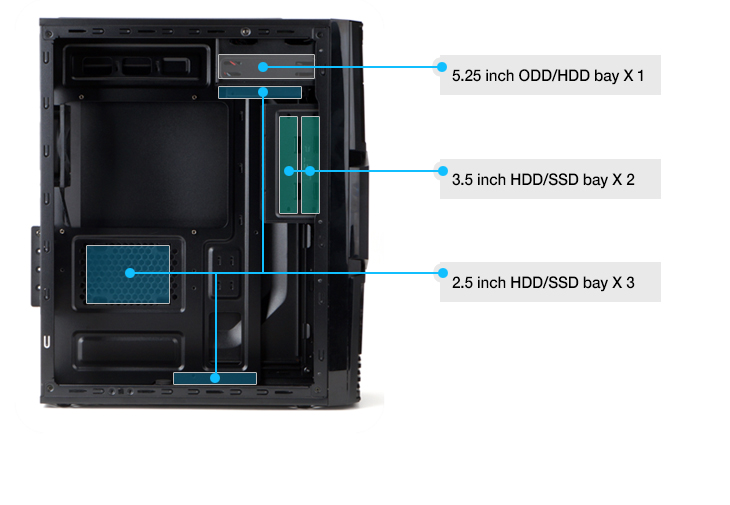 5.25 inch ODD/HDD bay X 1
3.5 inch HDD/SSD bay X 2
2.5 inch HDD/SSD bay X 3